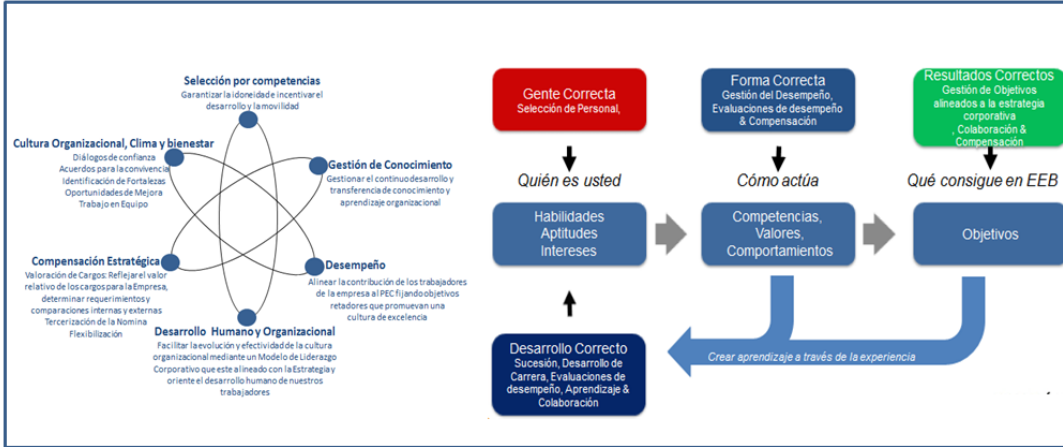 Selección por competencias
Garantizar la idoneidad e incentivar el
desarrollo y la movilidad
Cultura Organizacional, Clima y bienestar
Diálogos de confianza
Acuerdos para la convivencia
Identificación de Fortalezas
Oportunidades de Mejora
Trabajo en Equipo
Gestión de Conocimiento
Gestionar el continuo desarrollo y
transferencia de conocimiento y
aprendizaje organizacional
Compensación Estratégica
Valoración de Cargos: Reflejar el valor
relativo de los cargos para la Empresa,
determinar requerimientos y
comparaciones internas y externas
Tercerización de la Nomina
Flexibilización
Desempeño
Alinear la contribución de los trabajadores
de la empresa al PEC fijando objetivos
retadores que promuevan una
cultura de excelencia
Desarrollo Humano y Organizacional
Facilitar la evolución y efectividad de la cultura
organizacional mediante un Modelo de Liderazgo
Corporativo que este alineado con la Estrategia y
oriente el desarrollo humano de nuestros
trabajadores
Gente Correcta
Selección de Personal,
Forma Correcta
Gestión del Desempeño,
Evaluaciones de desempeño
& Compensación
Resultados Correctos
Gestión de Objetivos
alineados a la estrategia
corporativa
, Colaboración &
Compensación
Quién es usted
Cómo actúa
Qué consigue en EEB
Habilidades
Aptitudes
Intereses
Competencias,
Valores,
Comportamientos
Objetivos
Desarrollo Correcto
Sucesión, Desarrollo de
Carrera, Evaluaciones de
desempeño, Aprendizaje &
Colaboración
Crear aprendizaje a través de la experiencia